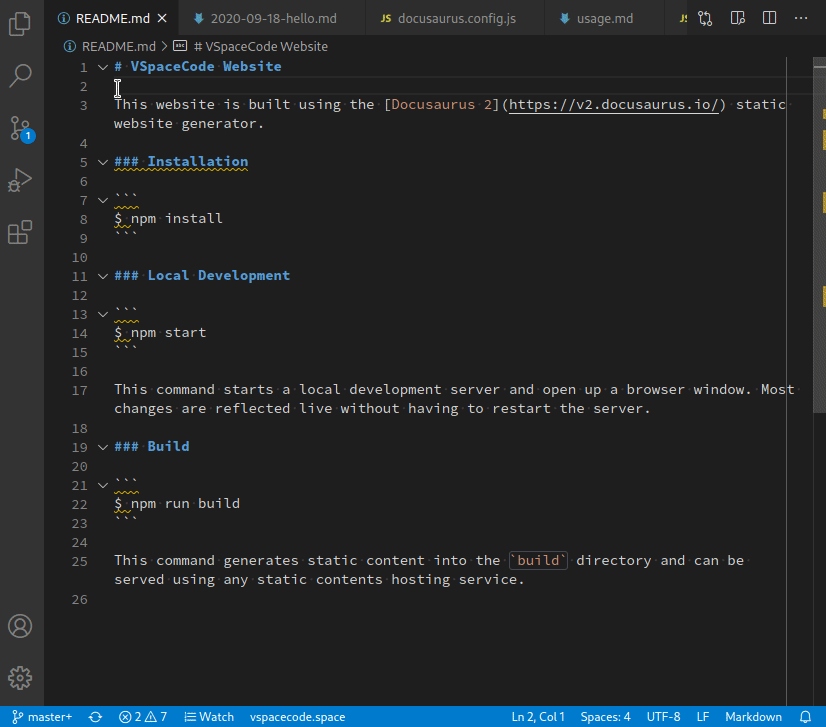 README.md
2020-09-18-hello.md
JS docusaurus.config.js
usage.md
JS
README.md > # VSpaceCode Website
1 # VSpaceCode Website
2
3 This website is built using the [Docusaurus 2](https://v2.docusaurus.io/) static
website generator.
4
5 ### Installation
6
7 ```
8 $ npm install
9 ```
10
11 ### Local Development
12
13 ```
14 $ npm start
15 ```
16
17 This command starts a local development server and open up a browser window. Most
changes are reflected live without having to restart the server.
18
19 ### Build
20
21 ```
22 $ npm run build
23 ```
24
25 This command generates static content into the `build` directory and can be
served using any static contents hosting service.
26
1
master+ 2 7 Watch vspacecode.space Ln 2, Col 1 Spaces: 4 UTF-8 LF Markdown